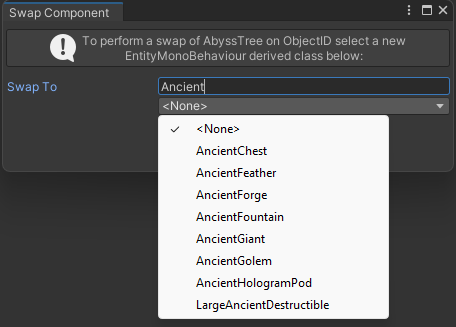 Swap Component
To perform a swap of AbyssTree on ObjectID select a new
EntityMonoBehaviour derived class below:
Swap To
Ancient
<None>
<None>
AncientChest
AncientFeather
AncientForge
AncientFountain
AncientGiant
AncientGolem
AncientHologramPod
LargeAncientDestructible